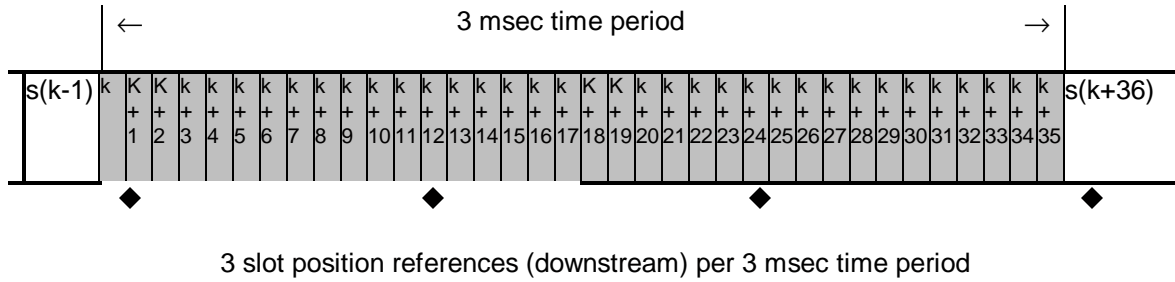 ← 3 msec time period →
s(k-1) k K K k k k k k k k k k k k k k k k K K k k k k k k k k k k k k k k k k s(k+36)
+ + + + + + + + + + + + + + + + + + + + + + + + + + + + + + + + + + +
1 2 3 4 5 6 7 8 9 10 11 12 13 14 15 16 17 18 19 20 21 22 23 24 25 26 27 28 29 30 31 32 33 34 35
3 slot position references (downstream) per 3 msec time period